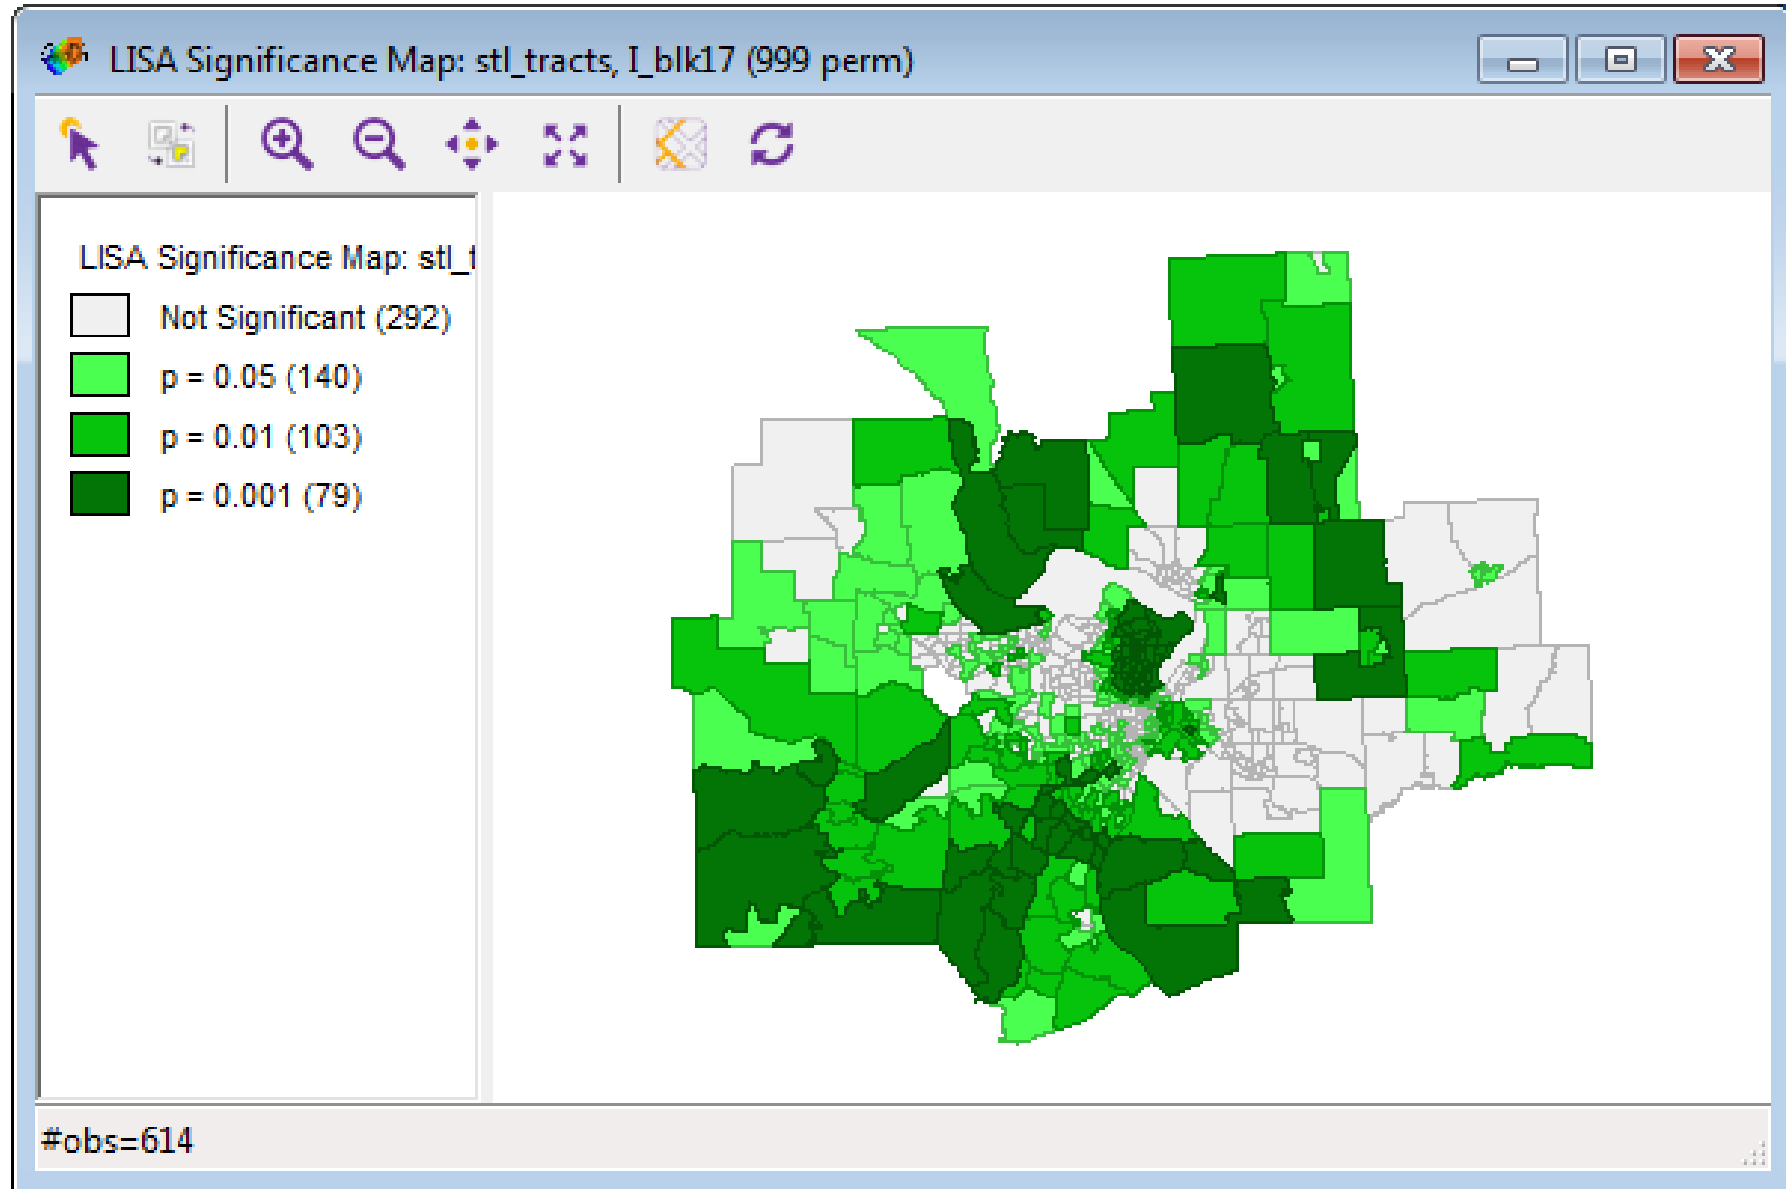 LISA Significance Map: stl_tracts, I_blk17 (999 perm)
LISA Significance Map: stl_t
Not Significant (292)
p = 0.05 (140)
p = 0.01 (103)
p = 0.001 (79)
#obs=614